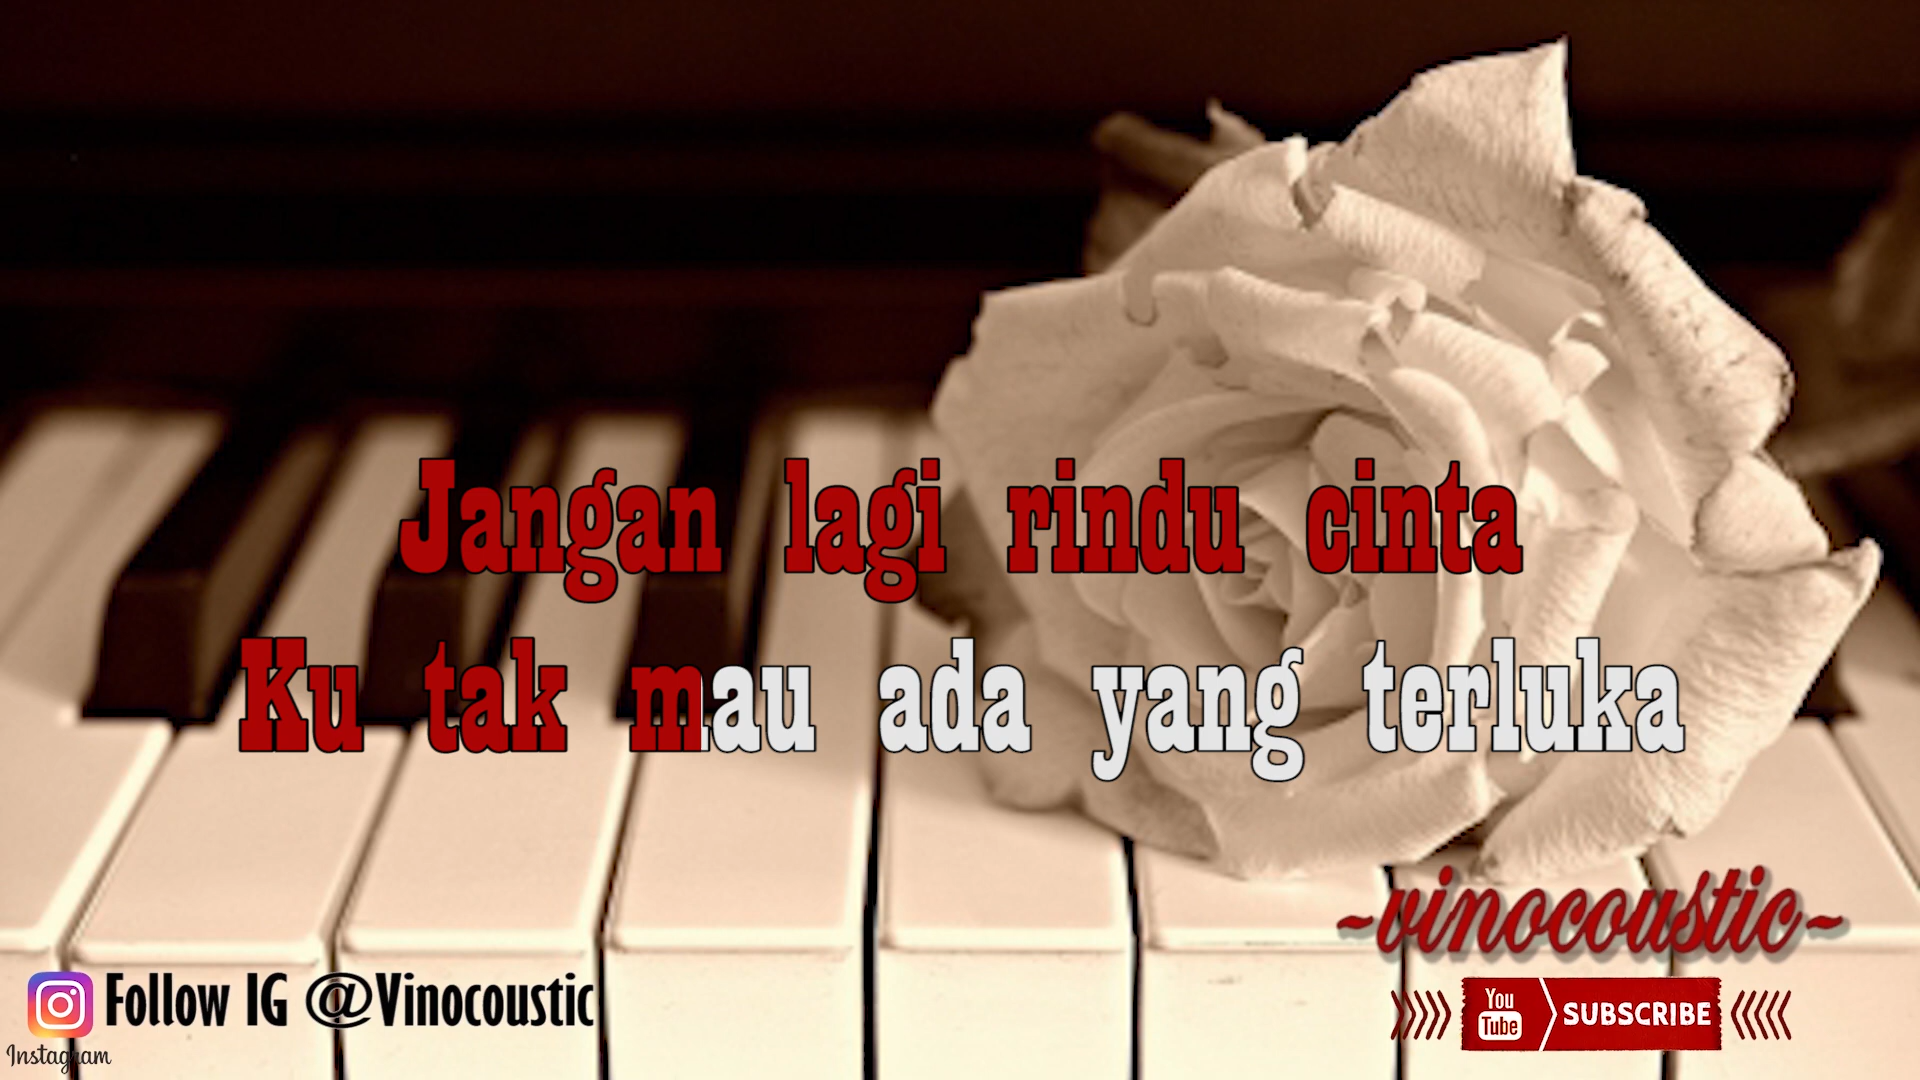 Jangan lagi rindu cinta
Ku tak mau ada yang terluka
~vinocoustic~
Follow IG @Vinocoustic
Instagram
You Tube SUBSCRIBE